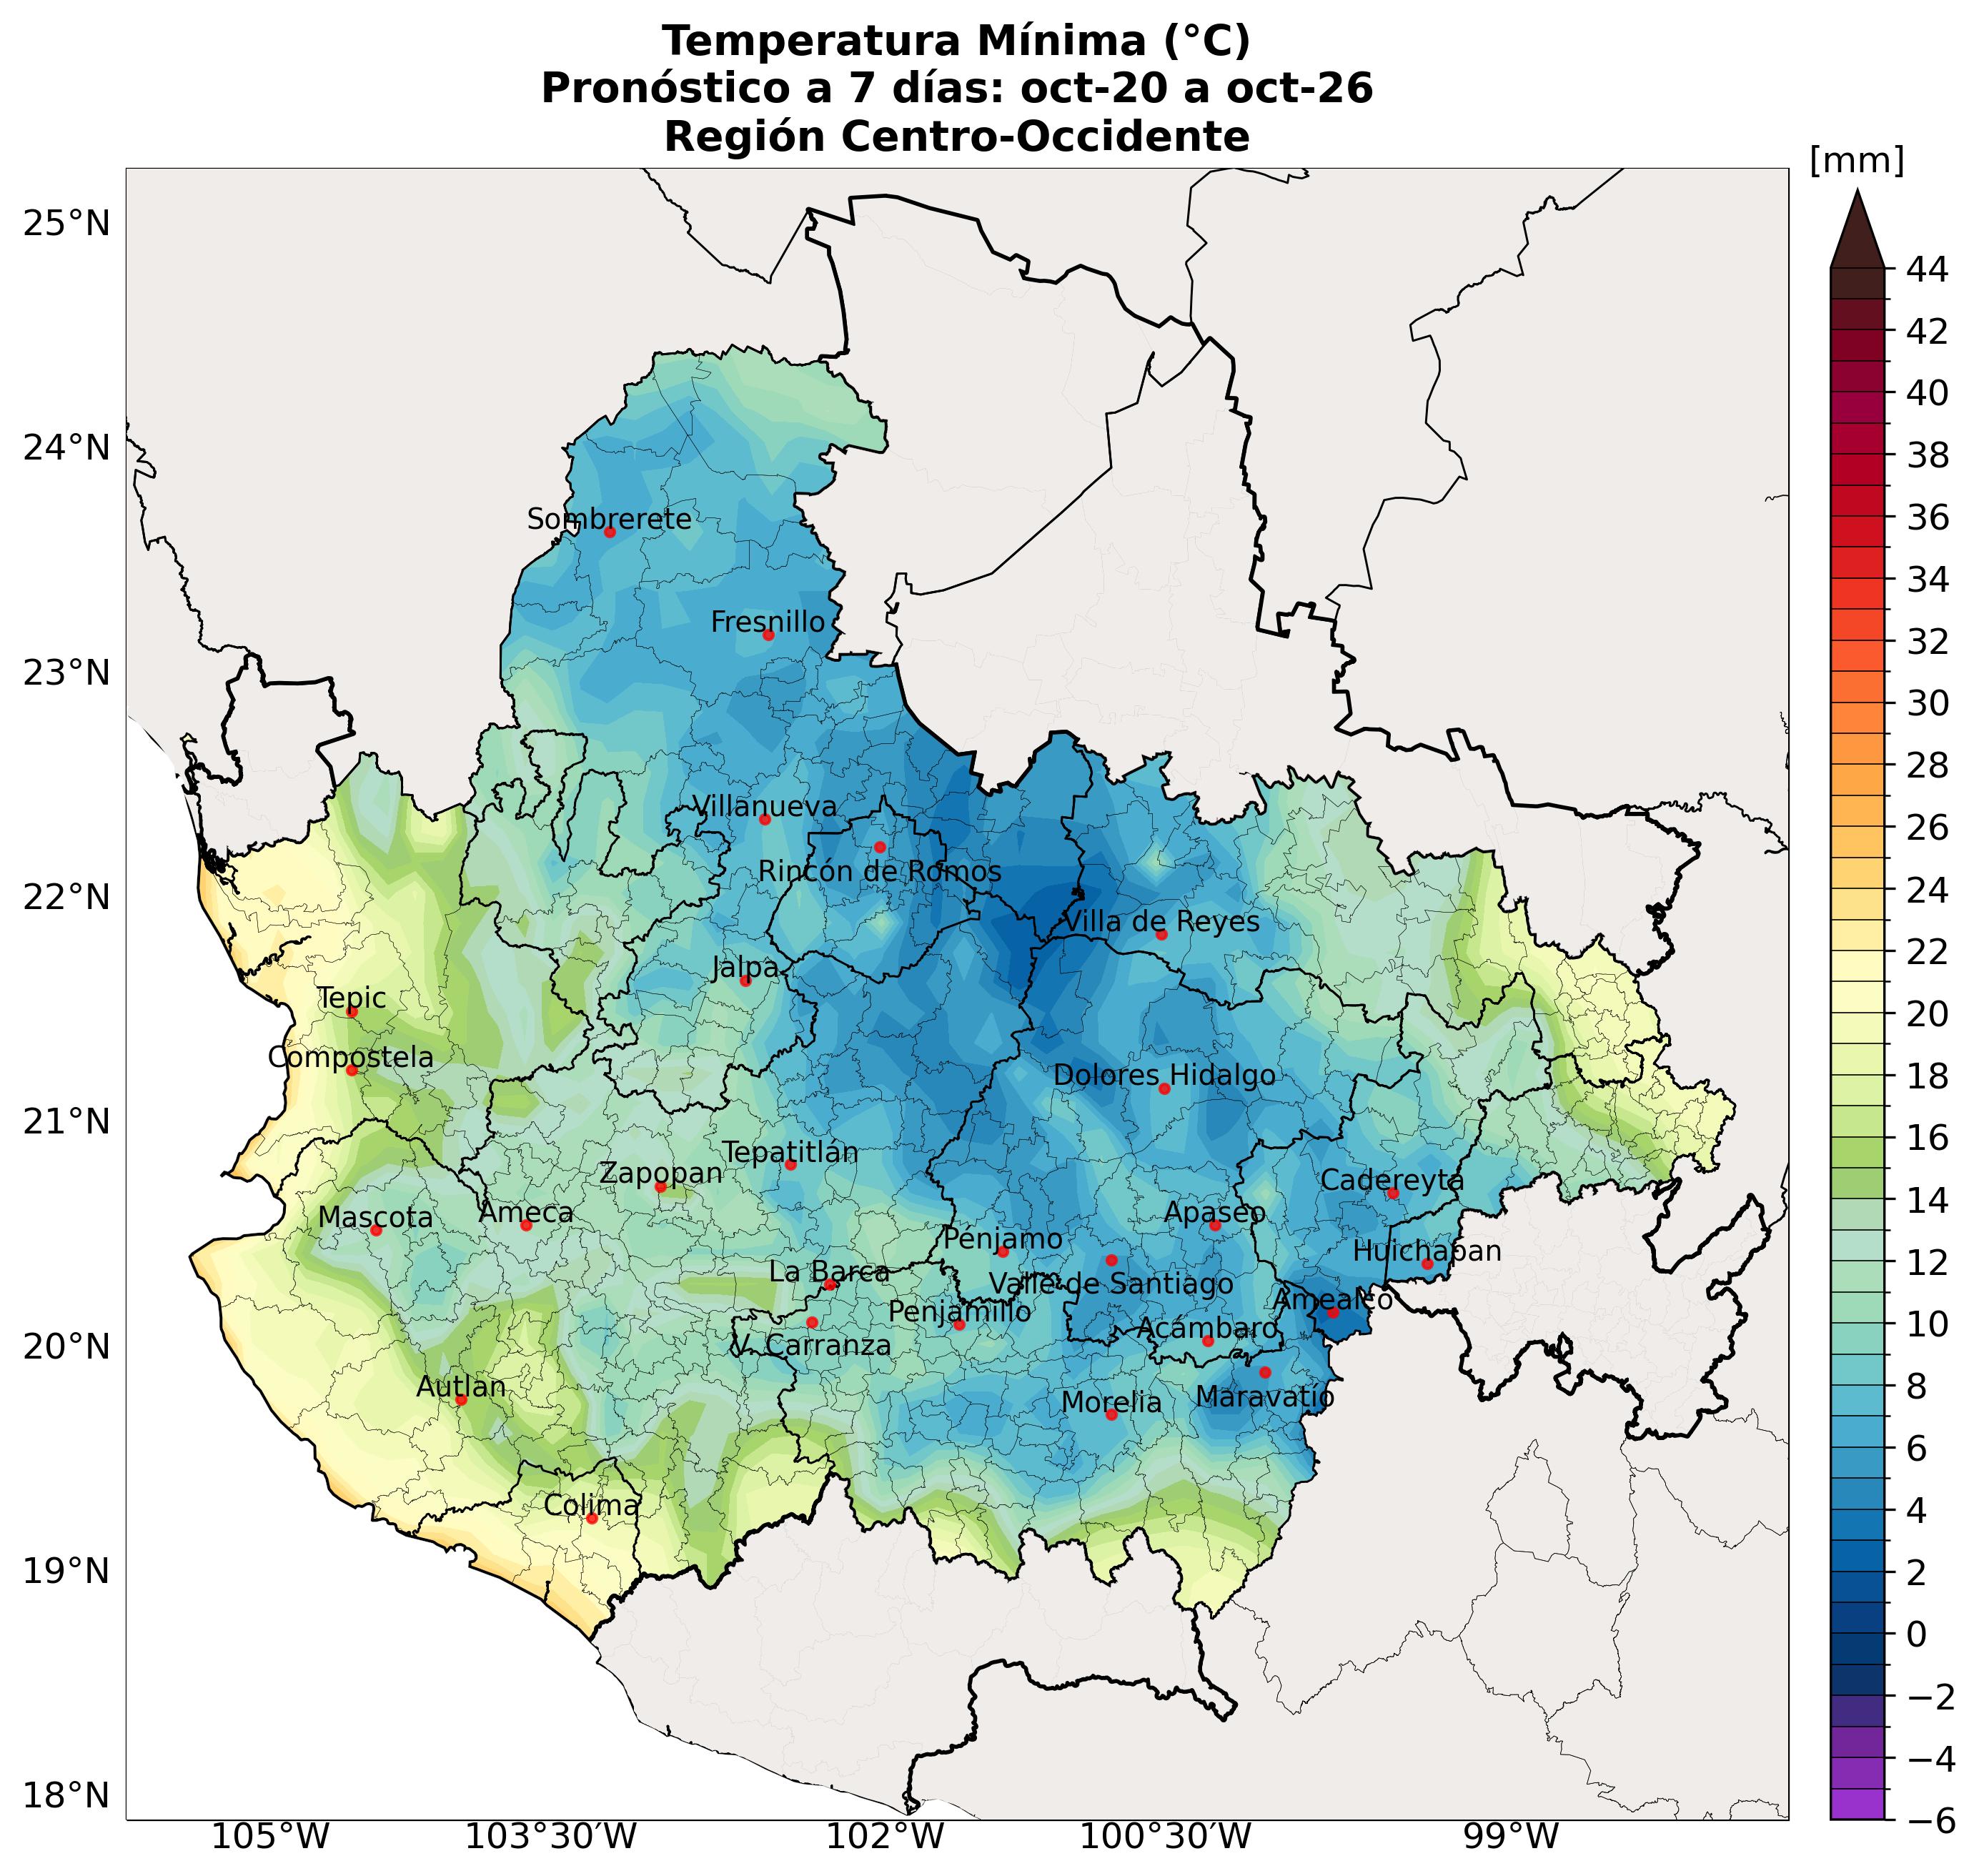 Temperatura Mínima (°C)
Pronóstico a 7 días: oct-20 a oct-26
Región Centro-Occidente
[mm]
25°N
24°N
23°N
22°N
21°N
20°N
19°N
18°N
Sombrerete
Fresnillo
Villanueva
Rincón de Romos
Villa de Reyes
Jalpa
Tepic
Compostela
Dolores Hidalgo
Tepatitlán
Zapopan
Cadereyta
Mascota
Ameca
Apaseo
Pénjamo
Huichapan
La Barca
Valle de Santiago
Amealco
Penjamillo
Acámbaro
V. Carranza
Autlan
Morelia
Maravatío
Colima
105°W
103°30′W
102°W
100°30′W
99°W
44
42
40
38
36
34
32
30
28
26
24
22
20
18
16
14
12
10
8
6
4
2
0
−2
−4
−6